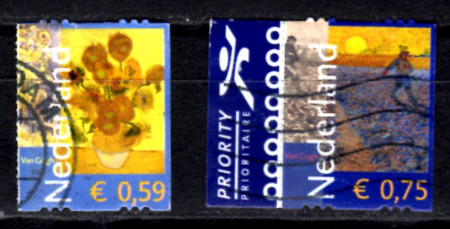 Nederland
Van Gogh
€ 0,59
PRIORITY
PRIORITAIRE
Nederland
Van Gogh
€ 0,75